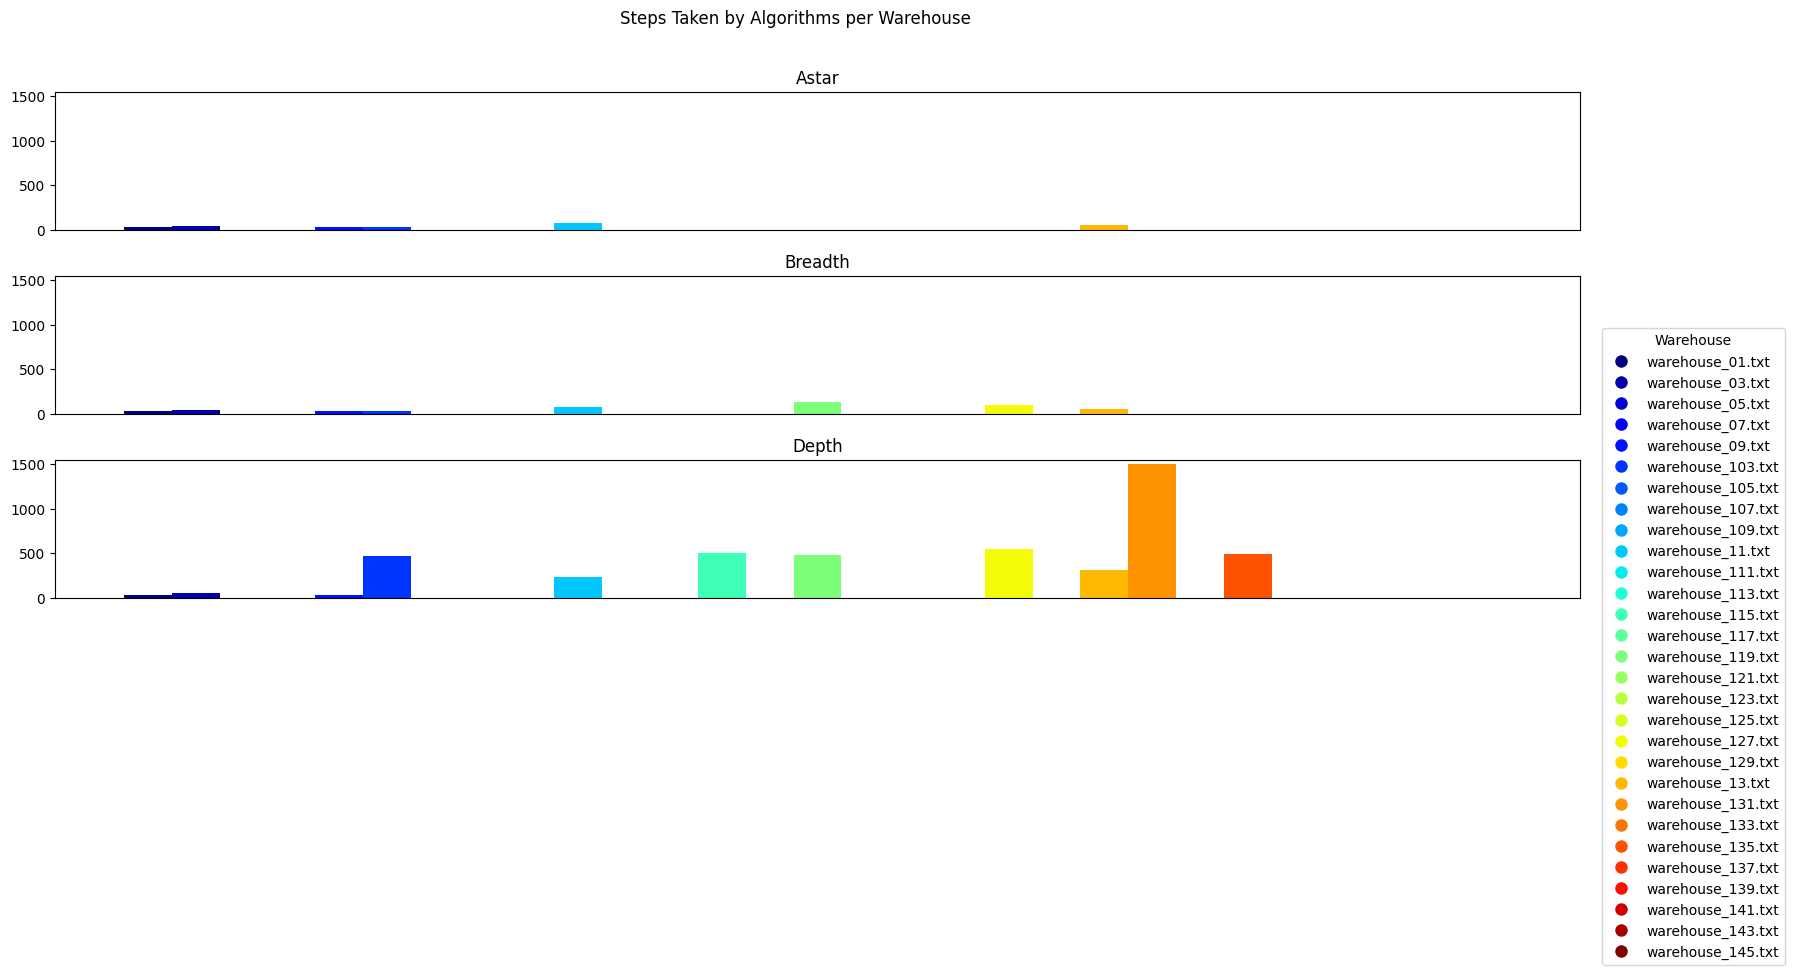 Steps Taken by Algorithms per Warehouse
Astar
1500
1000
500
0
Breadth
1500
1000
500
0
Depth
1500
1000
500
0
Warehouse
warehouse_01.txt
warehouse_03.txt
warehouse_05.txt
warehouse_07.txt
warehouse_09.txt
warehouse_103.txt
warehouse_105.txt
warehouse_107.txt
warehouse_109.txt
warehouse_11.txt
warehouse_111.txt
warehouse_113.txt
warehouse_115.txt
warehouse_117.txt
warehouse_119.txt
warehouse_121.txt
warehouse_123.txt
warehouse_125.txt
warehouse_127.txt
warehouse_129.txt
warehouse_13.txt
warehouse_131.txt
warehouse_133.txt
warehouse_135.txt
warehouse_137.txt
warehouse_139.txt
warehouse_141.txt
warehouse_143.txt
warehouse_145.txt